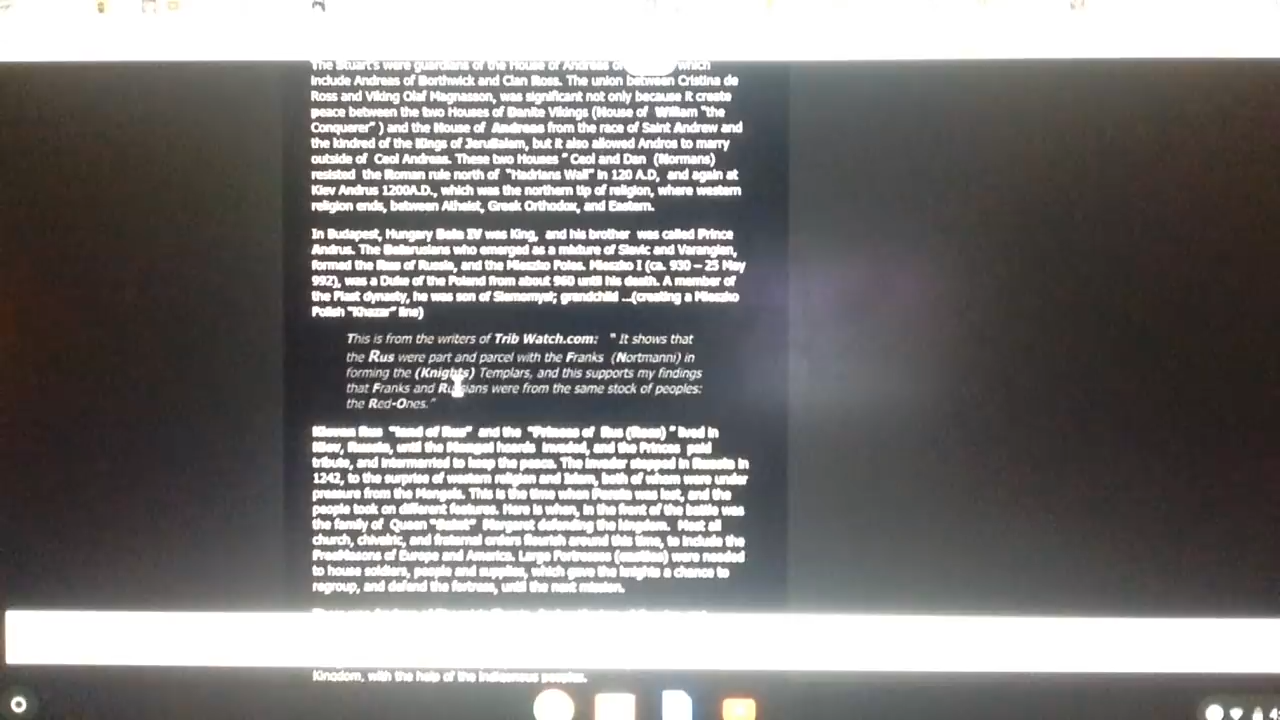 The Stuart's were guardians of the House of Andreas of which
include Andreas of Borthwick and Clan Ross. The union between Cristina de
Ross and Viking Olaf Magnasson, was significant not only because it create
peace between the two Houses of Danite Vikings (House of William "the
Conquerer" ) and the House of Andreas from the race of Saint Andrew and
the kindred of the Kings of Jerusalem, but it also allowed Andros to marry
outside of Ceol Andreas. These two Houses " Ceol and Dan (Normans)
resisted the Roman rule north of "Hadrians Wall" in 120 A.D, and again at
Kiev Andrus 1200A.D., which was the northern tip of religion, where western
religion ends, between Atheist, Greek Orthodox, and Eastern.
In Budapest, Hungary Bela IV was King, and his brother was called Prince
Andrus. The Belarusians who emerged as a mixture of Slavic and Varangian,
formed the Rus of Russia, and the Mieszko Poles. Mieszko I (ca. 930 – 25 May
992), was a Duke of the Poland from about 960 until his death. A member of
the Piast dynasty, he was son of Siemomysł; grandchild ...(creating a Mieszko
Polish "Khazar" line)
This is from the writers of Trib Watch.com: " It shows that
the Rus were part and parcel with the Franks (Nortmanni) in
forming the (Knights) Templars, and this supports my findings
that Franks and Russians were from the same stock of peoples:
the Red-Ones."
Rus "land of Rus" and the "Princes of Rus (Ross) " lived in
Kiev, Russia, until the Mongol hoards invaded, and the Princes paid
tribute, and intermarried to keep the peace. The invader stopped in Russia in
1242, to the surprise of western religion and Islam, both of whom were under
pressure from the Mongols. This is the time when Persia was lost, and the
people took on different features. Here is when, in the front of the battle was
the family of Queen "Saint" Margaret defending the kingdom. Most all
church, chivalric, and fraternal orders flourish around this time, to include the
FreeMasons of Europe and America. Large Fortresses (castles) were needed
to house soldiers, people and supplies, which gave the knights a chance to
regroup, and defend the fortress, until the next mission.
Kingdom, with the help of the indigenous peoples.